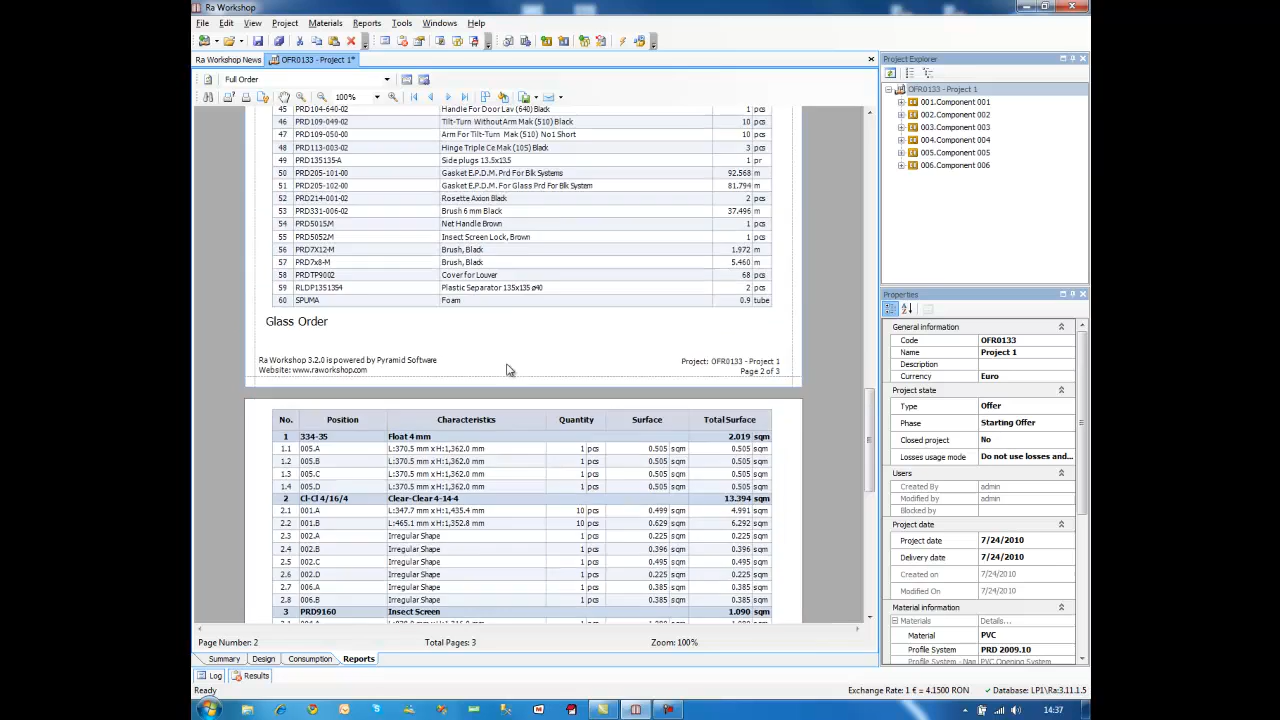 Ra Workshop
File Edit View Project Materials Reports Tools Windows Help
Ra Workshop News OFR0133 - Project 1*
Full Order
100%
45 PRD104-640-02 Handle For Door Lav (640) Black 1 pcs
46 PRD109-049-02 Tilt-Turn Without Arm Mak (510) Black 10 pcs
47 PRD109-050-00 Arm For Tilt-Turn Mak (510) No1 Short 10 pcs
48 PRD113-003-02 Hinge Triple Ce Mak (105) Black 3 pcs
49 PRD135135-A Side plugs 13.5x13.5 1 pr
50 PRD205-101-00 Gasket E.P.D.M. Prd For Blk Systems 92.568 m
51 PRD205-102-00 Gasket E.P.D.M. For Glass Prd For Blk System 81.794 m
52 PRD214-001-02 Rosette Axion Black 2 pcs
53 PRD331-006-02 Brush 6 mm Black 37.496 m
54 PRD5015.M Net Handle Brown 1 pcs
55 PRD5052.M Insect Screen Lock, Brown 1 pcs
56 PRD7X12-M Brush, Black 1.972 m
57 PRD7x8-M Brush, Black 5.460 m
58 PRDTP9002 Cover for Louver 68 pcs
59 RLDP1351354 Plastic Separator 135x135 ø40 2 pcs
60 SPUMA Foam 0.9 tube
Glass Order
Ra Workshop 3.2.0 is powered by Pyramid Software Project: OFR0133 - Project 1
Website: www.raworkshop.com Page 2 of 3
No. Position Characteristics Quantity Surface Total Surface
1 334-35 Float 4 mm 2.019 sqm
1.1 005.A L:370.5 mm x H:1,362.0 mm 1 pcs 0.505 sqm 0.505 sqm
1.2 005.B L:370.5 mm x H:1,362.0 mm 1 pcs 0.505 sqm 0.505 sqm
1.3 005.C L:370.5 mm x H:1,362.0 mm 1 pcs 0.505 sqm 0.505 sqm
1.4 005.D L:370.5 mm x H:1,362.0 mm 1 pcs 0.505 sqm 0.505 sqm
2 Cl-Cl 4/16/4 Clear-Clear 4-14-4 13.394 sqm
2.1 001.A L:347.7 mm x H:1,435.4 mm 10 pcs 0.499 sqm 4.991 sqm
2.2 001.B L:465.1 mm x H:1,352.8 mm 10 pcs 0.629 sqm 6.292 sqm
2.3 002.A Irregular Shape 1 pcs 0.225 sqm 0.225 sqm
2.4 002.B Irregular Shape 1 pcs 0.396 sqm 0.396 sqm
2.5 002.C Irregular Shape 1 pcs 0.495 sqm 0.495 sqm
2.6 002.D Irregular Shape 1 pcs 0.225 sqm 0.225 sqm
2.7 006.A Irregular Shape 1 pcs 0.385 sqm 0.385 sqm
2.8 006.B Irregular Shape 1 pcs 0.385 sqm 0.385 sqm
3 PRD9160 Insect Screen 1.090 sqm
Page Number: 2 Total Pages: 3 Zoom: 100%
Summary Design Consumption Reports
Log Results
Ready Exchange Rate: 1 € = 4.1500 RON Database: LP1\Ra:3.11.1.5
Project Explorer
OFR0133 - Project 1
001.Component 001
002.Component 002
003.Component 003
004.Component 004
005.Component 005
006.Component 006
Properties
General information
Code OFR0133
Name Project 1
Description
Currency Euro
Project state
Type Offer
Phase Starting Offer
Closed project No
Losses usage mode Do not use losses and...
Users
Created By admin
Modified by admin
Blocked by
Project date
Project date 7/24/2010
Delivery date 7/24/2010
Created on 7/24/2010
Modified On 7/24/2010
Material information
Materials Details...
Material PVC
Profile System PRD 2009.10
Profile System - Nam PVC Opening System
14:37